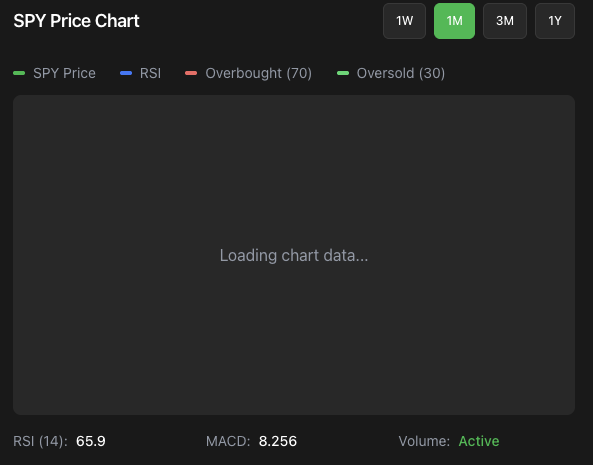 SPY Price Chart 1W 1M 3M 1Y
SPY Price RSI Overbought (70) Oversold (30)
Loading chart data...
RSI (14): 65.9 MACD: 8.256 Volume: Active